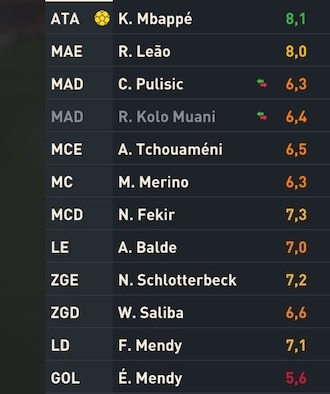 ATA K. Mbappé 8,1
MAE R. Leão 8,0
MAD C. Pulisic 6,3
MAD R. Kolo Muani 6,4
MCE A. Tchouaméni 6,5
MC M. Merino 6,3
MCD N. Fekir 7,3
LE A. Balde 7,0
ZGE N. Schlotterbeck 7,2
ZGD W. Saliba 6,6
LD F. Mendy 7,1
GOL É. Mendy 5,6